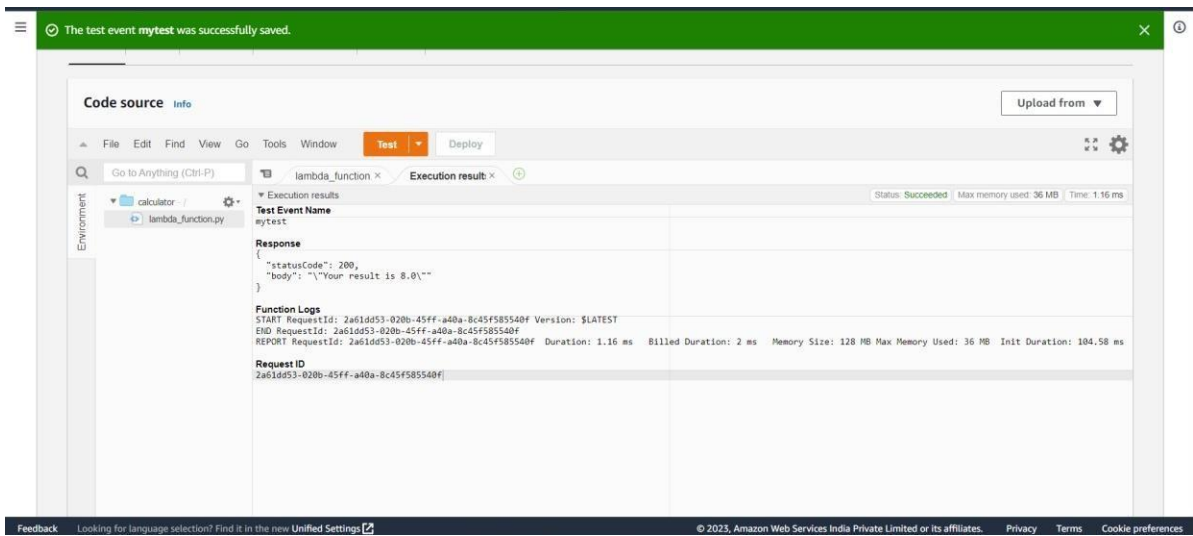 The test event mytest was successfully saved.
Code source Info
Upload from
File Edit Find View Go Tools Window Test Deploy
Go to Anything (Ctrl-P)
lambda_function Execution result
Environment
calculator - /
lambda_function.py
Execution results
Status: Succeeded Max memory used: 36 MB Time: 1.16 ms
Test Event Name
mytest
Response
{
"statusCode": 200,
"body": "\"Your result is 8.0\""
}
Function Logs
START RequestId: 2a61dd53-020b-45ff-a40a-8c45f585540f Version: $LATEST
END RequestId: 2a61dd53-020b-45ff-a40a-8c45f585540f
REPORT RequestId: 2a61dd53-020b-45ff-a40a-8c45f585540f Duration: 1.16 ms Billed Duration: 2 ms Memory Size: 128 MB Max Memory Used: 36 MB Init Duration: 104.58 ms
Request ID
2a61dd53-020b-45ff-a40a-8c45f585540f
Feedback Looking for language selection? Find it in the new Unified Settings © 2023, Amazon Web Services India Private Limited or its affiliates. Privacy Terms Cookie preferences